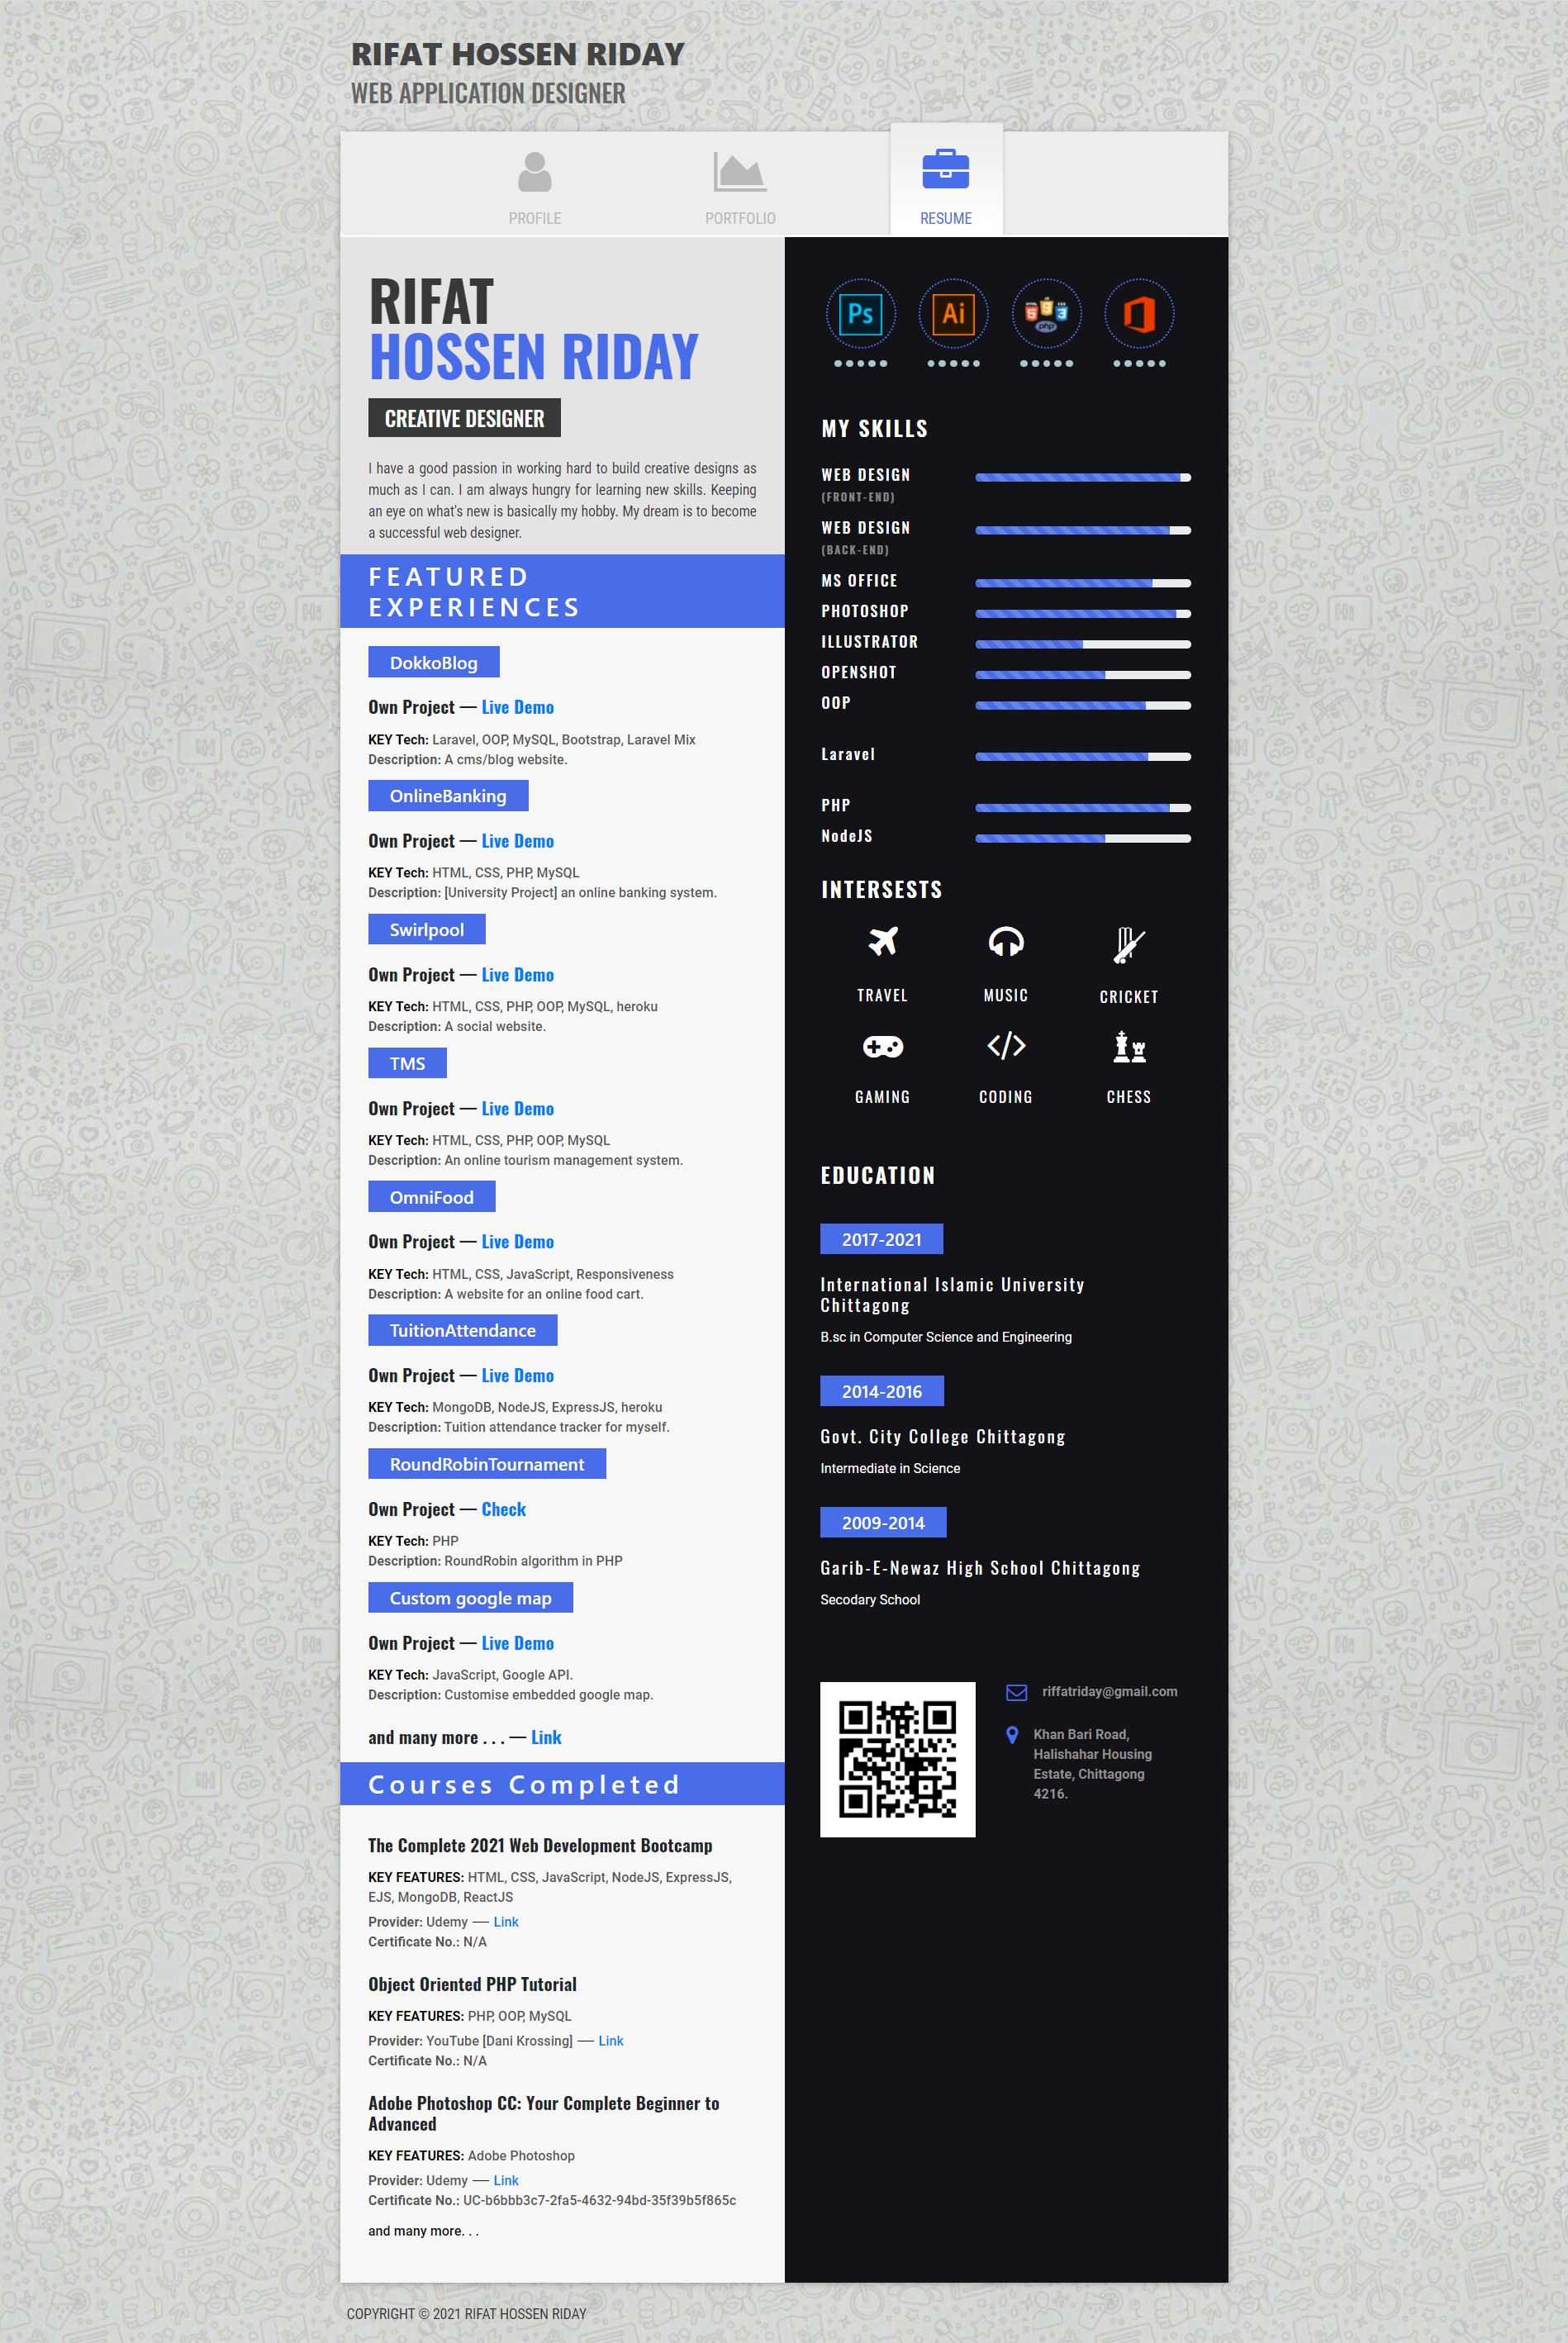 RIFAT HOSSEN RIDAY
WEB APPLICATION DESIGNER
PROFILE
PORTFOLIO
RESUME
RIFAT
HOSSEN RIDAY
CREATIVE DESIGNER
I have a good passion in working hard to build creative designs as
much as I can. I am always hungry for learning new skills. Keeping
an eye on what's new is basically my hobby. My dream is to become
a successful web designer.
FEATURED
EXPERIENCES
DokkoBlog
Own Project — Live Demo
KEY Tech: Laravel, OOP, MySQL, Bootstrap, Laravel Mix
Description: A cms/blog website.
OnlineBanking
Own Project — Live Demo
KEY Tech: HTML, CSS, PHP, MySQL
Description: [University Project] an online banking system.
Swirlpool
Own Project — Live Demo
KEY Tech: HTML, CSS, PHP, OOP, MySQL, heroku
Description: A social website.
TMS
Own Project — Live Demo
KEY Tech: HTML, CSS, PHP, OOP, MySQL
Description: An online tourism management system.
OmniFood
Own Project — Live Demo
KEY Tech: HTML, CSS, JavaScript, Responsiveness
Description: A website for an online food cart.
TuitionAttendance
Own Project — Live Demo
KEY Tech: MongoDB, NodeJS, ExpressJS, heroku
Description: Tuition attendance tracker for myself.
RoundRobinTournament
Own Project — Check
KEY Tech: PHP
Description: RoundRobin algorithm in PHP
Custom google map
Own Project — Live Demo
KEY Tech: JavaScript, Google API.
Description: Customise embedded google map.
and many more . . . — Link
Courses Completed
The Complete 2021 Web Development Bootcamp
KEY FEATURES: HTML, CSS, JavaScript, NodeJS, ExpressJS,
EJS, MongoDB, ReactJS
Provider: Udemy — Link
Certificate No.: N/A
Object Oriented PHP Tutorial
KEY FEATURES: PHP, OOP, MySQL
Provider: YouTube [Dani Krossing] — Link
Certificate No.: N/A
Adobe Photoshop CC: Your Complete Beginner to
Advanced
KEY FEATURES: Adobe Photoshop
Provider: Udemy — Link
Certificate No.: UC-b6bbb3c7-2fa5-4632-94bd-35f39b5f865c
and many more. . .
Ps
Ai
HTML JS CSS
5 5 3
php
MY SKILLS
WEB DESIGN
(FRONT-END)
WEB DESIGN
(BACK-END)
MS OFFICE
PHOTOSHOP
ILLUSTRATOR
OPENSHOT
OOP
Laravel
PHP
NodeJS
INTERSESTS
TRAVEL
MUSIC
CRICKET
GAMING
CODING
CHESS
EDUCATION
2017-2021
International Islamic University
Chittagong
B.sc in Computer Science and Engineering
2014-2016
Govt. City College Chittagong
Intermediate in Science
2009-2014
Garib-E-Newaz High School Chittagong
Secodary School
riffatriday@gmail.com
Khan Bari Road,
Halishahar Housing
Estate, Chittagong
4216.
COPYRIGHT © 2021 RIFAT HOSSEN RIDAY